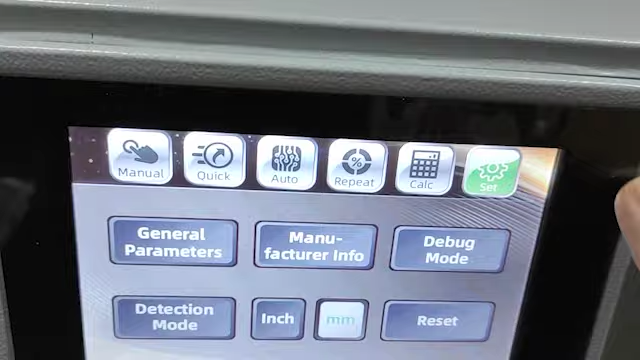 Manual
Quick
Auto
Repeat
Calc
Set
General
Parameters
Manu-
facturer Info
Debug
Mode
Detection
Mode
Inch
mm
Reset